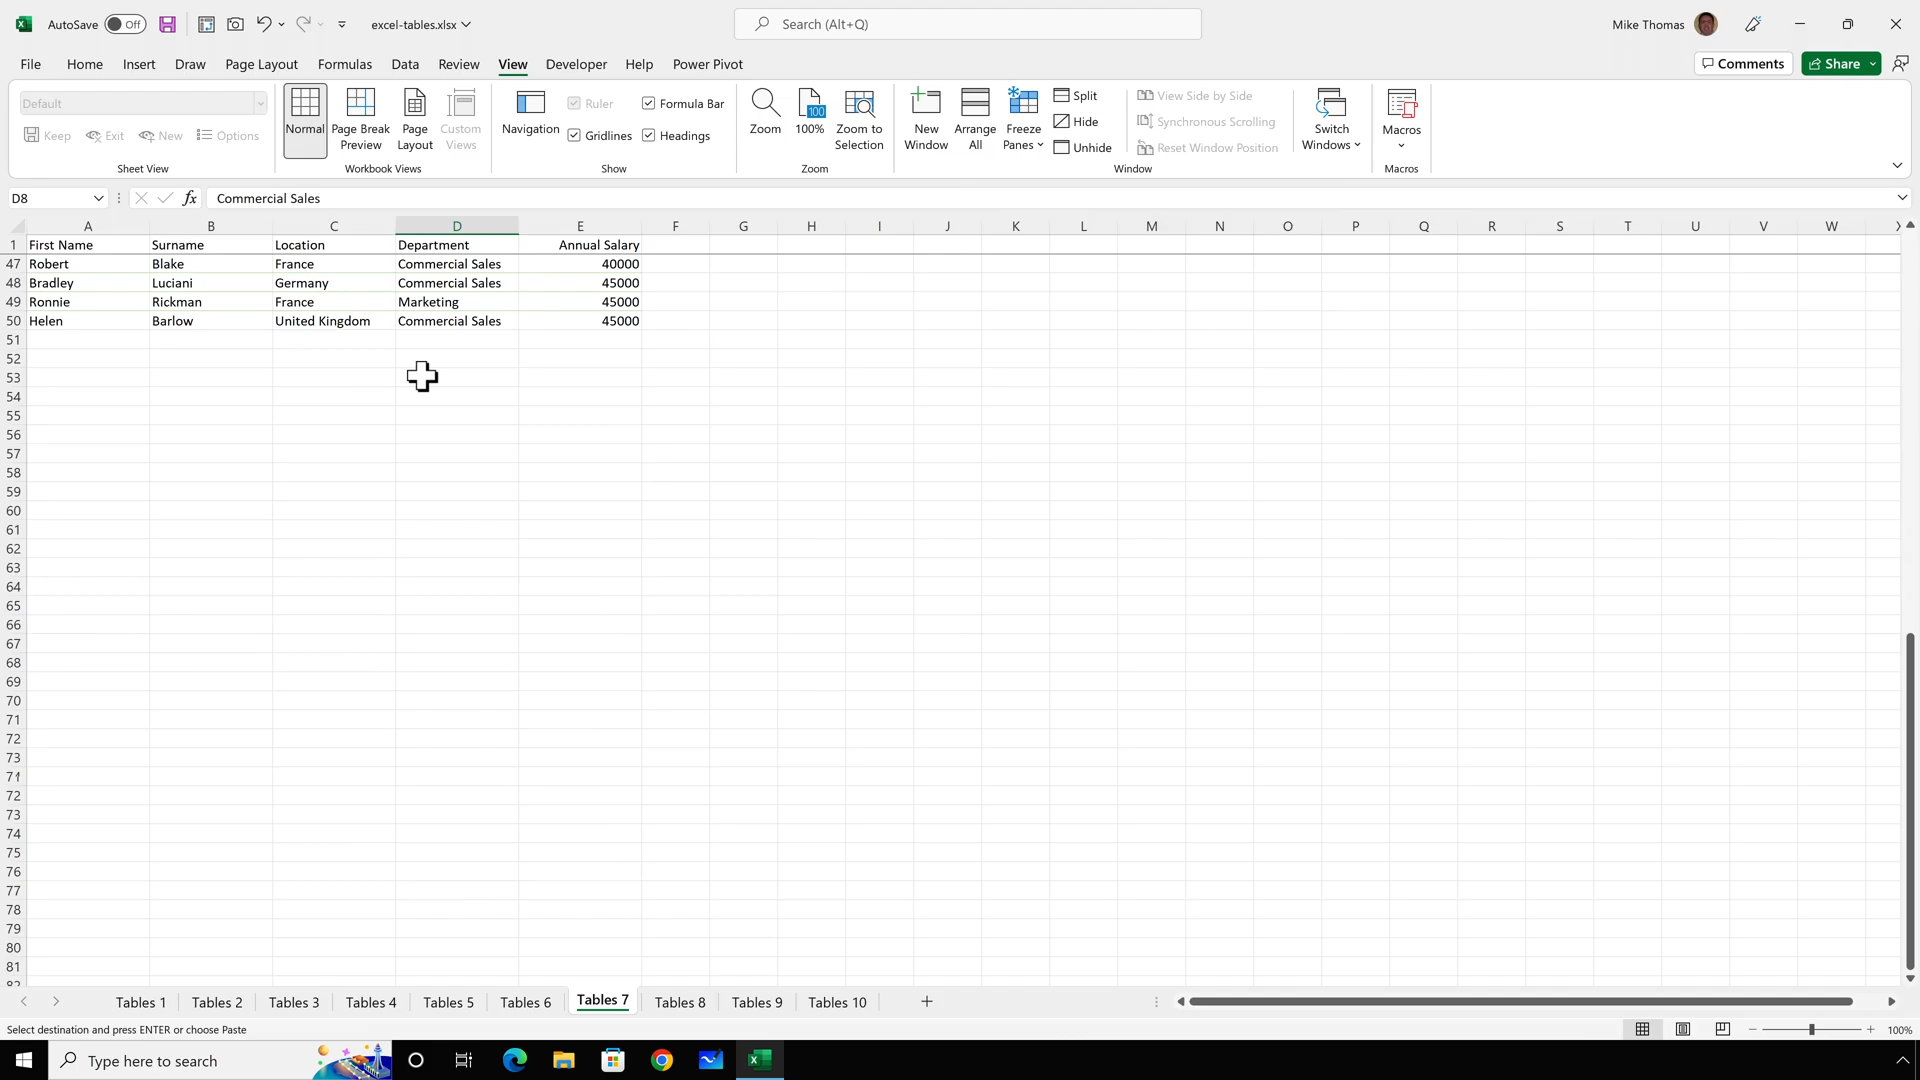 AutoSave Off excel-tables.xlsx Search (Alt+Q) Mike Thomas
File Home Insert Draw Page Layout Formulas Data Review View Developer Help Power Pivot Comments Share
Default
Keep Exit New Options
Sheet View
Normal Page Break Preview Page Layout Custom Views
Workbook Views
Navigation Ruler Formula Bar
Gridlines Headings
Show
Zoom 100 100% Zoom to Selection
Zoom
New Window Arrange All Freeze Panes Split
Hide
Unhide
View Side by Side
Synchronous Scrolling
Reset Window Position
Switch Windows
Window
Macros
Macros
D8 fx Commercial Sales
A B C D E F G H I J K L M N O P Q R S T U V W
1 First Name Surname Location Department Annual Salary
47 Robert Blake France Commercial Sales 40000
48 Bradley Luciani Germany Commercial Sales 45000
49 Ronnie Rickman France Marketing 45000
50 Helen Barlow United Kingdom Commercial Sales 45000
51
52
53
54
55
56
57
58
59
60
61
62
63
64
65
66
67
68
69
70
71
72
73
71
72
73
74
75
76
77
78
79
80
81
82
Tables 1 Tables 2 Tables 3 Tables 4 Tables 5 Tables 6 Tables 7 Tables 8 Tables 9 Tables 10
Select destination and press ENTER or choose Paste 100%
Type here to search